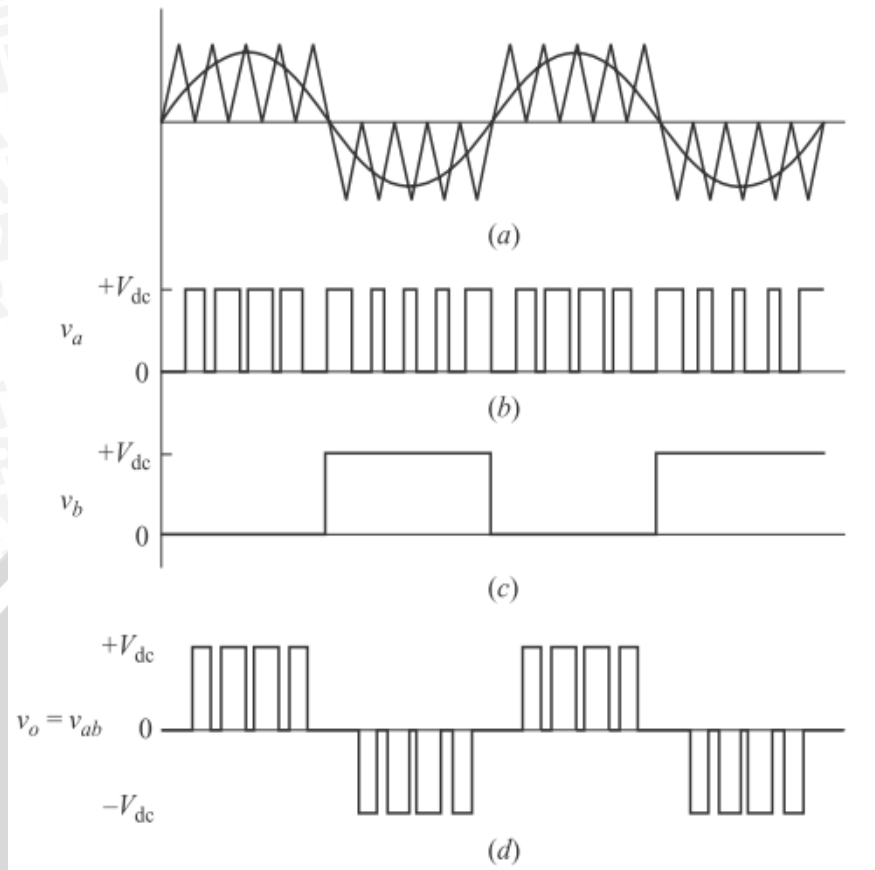 (a)
+Vdc
va
0
(b)
+Vdc
vb
0
(c)
+Vdc
vo = vab 0
–Vdc
(d)